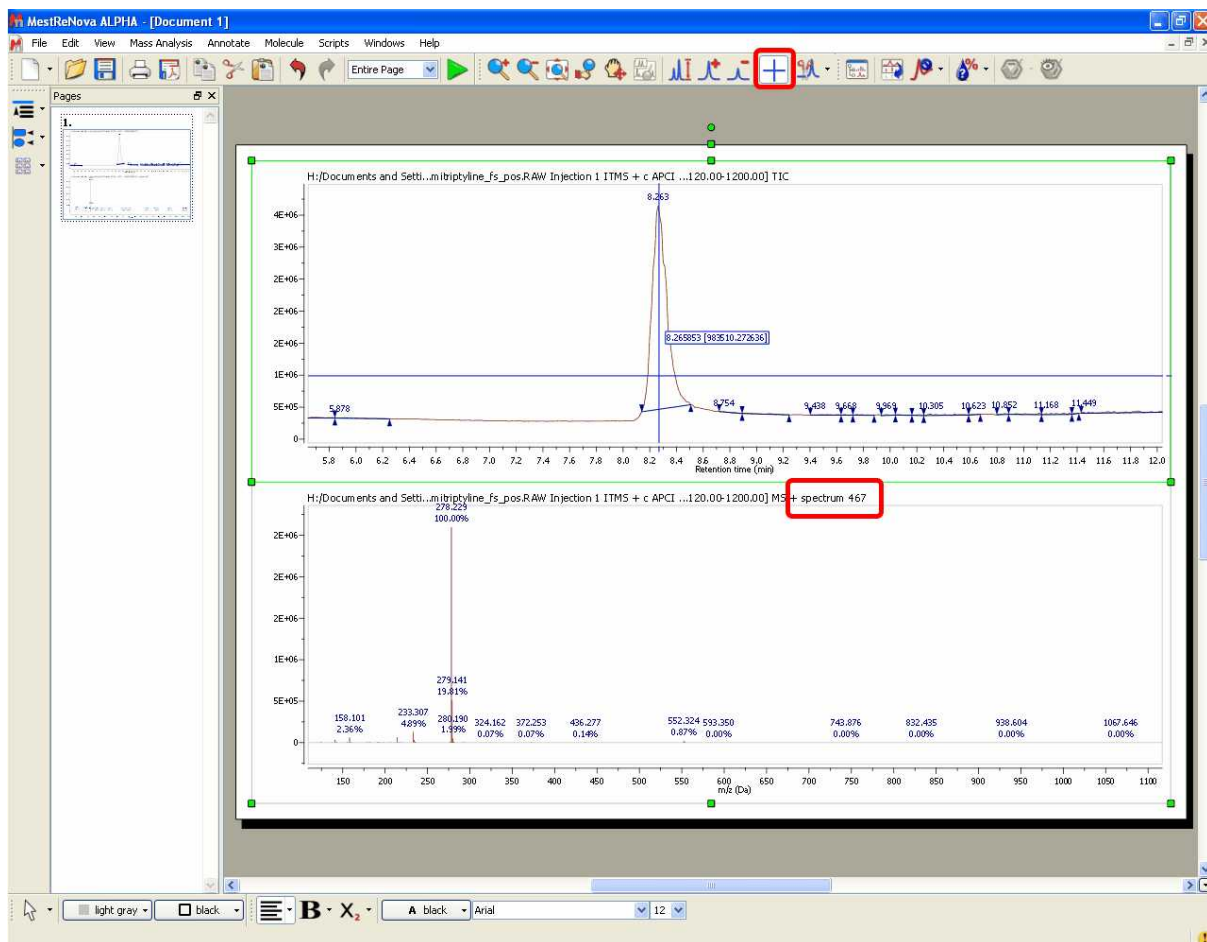 MestReNova ALPHA - [Document 1]
File Edit View Mass Analysis Annotate Molecule Scripts Windows Help
Entire Page
Pages
1.
H:/Documents and Setti...mitriptyline_fs_pos.RAW Injection 1 ITMS + c APCI ...120.00-1200.00] TIC
8.263
4E+06
3E+06
2E+06
2E+06
2E+06
8.265853 [983510.272636]
1E+06
5E+05
5.878
8.754 9.438 9.668 9.969 10.305 10.623 10.852 11.168 11.449
0
5.8 6.0 6.2 6.4 6.6 6.8 7.0 7.2 7.4 7.6 7.8 8.0 8.2 8.4 8.6 8.8 9.0 9.2 9.4 9.6 9.8 10.0 10.2 10.4 10.6 10.8 11.0 11.2 11.4 11.6 11.8 12.0
Retention time (min)
H:/Documents and Setti...mitriptyline_fs_pos.RAW Injection 1 ITMS + c APCI ...120.00-1200.00] MS + spectrum 467
278.229
100.00%
2E+06
2E+06
2E+06
1E+06
279.141
19.81%
5E+05
158.101 233.307 280.190 324.162 372.253 436.277 552.324 593.350 743.876 832.435 938.604 1067.646
2.36% 4.89% 1.99% 0.07% 0.07% 0.14% 0.87% 0.00% 0.00% 0.00% 0.00% 0.00%
0
150 200 250 300 350 400 450 500 550 600 650 700 750 800 850 900 950 1000 1050 1100
m/z (Da)
light gray black B X2 A black Arial 12